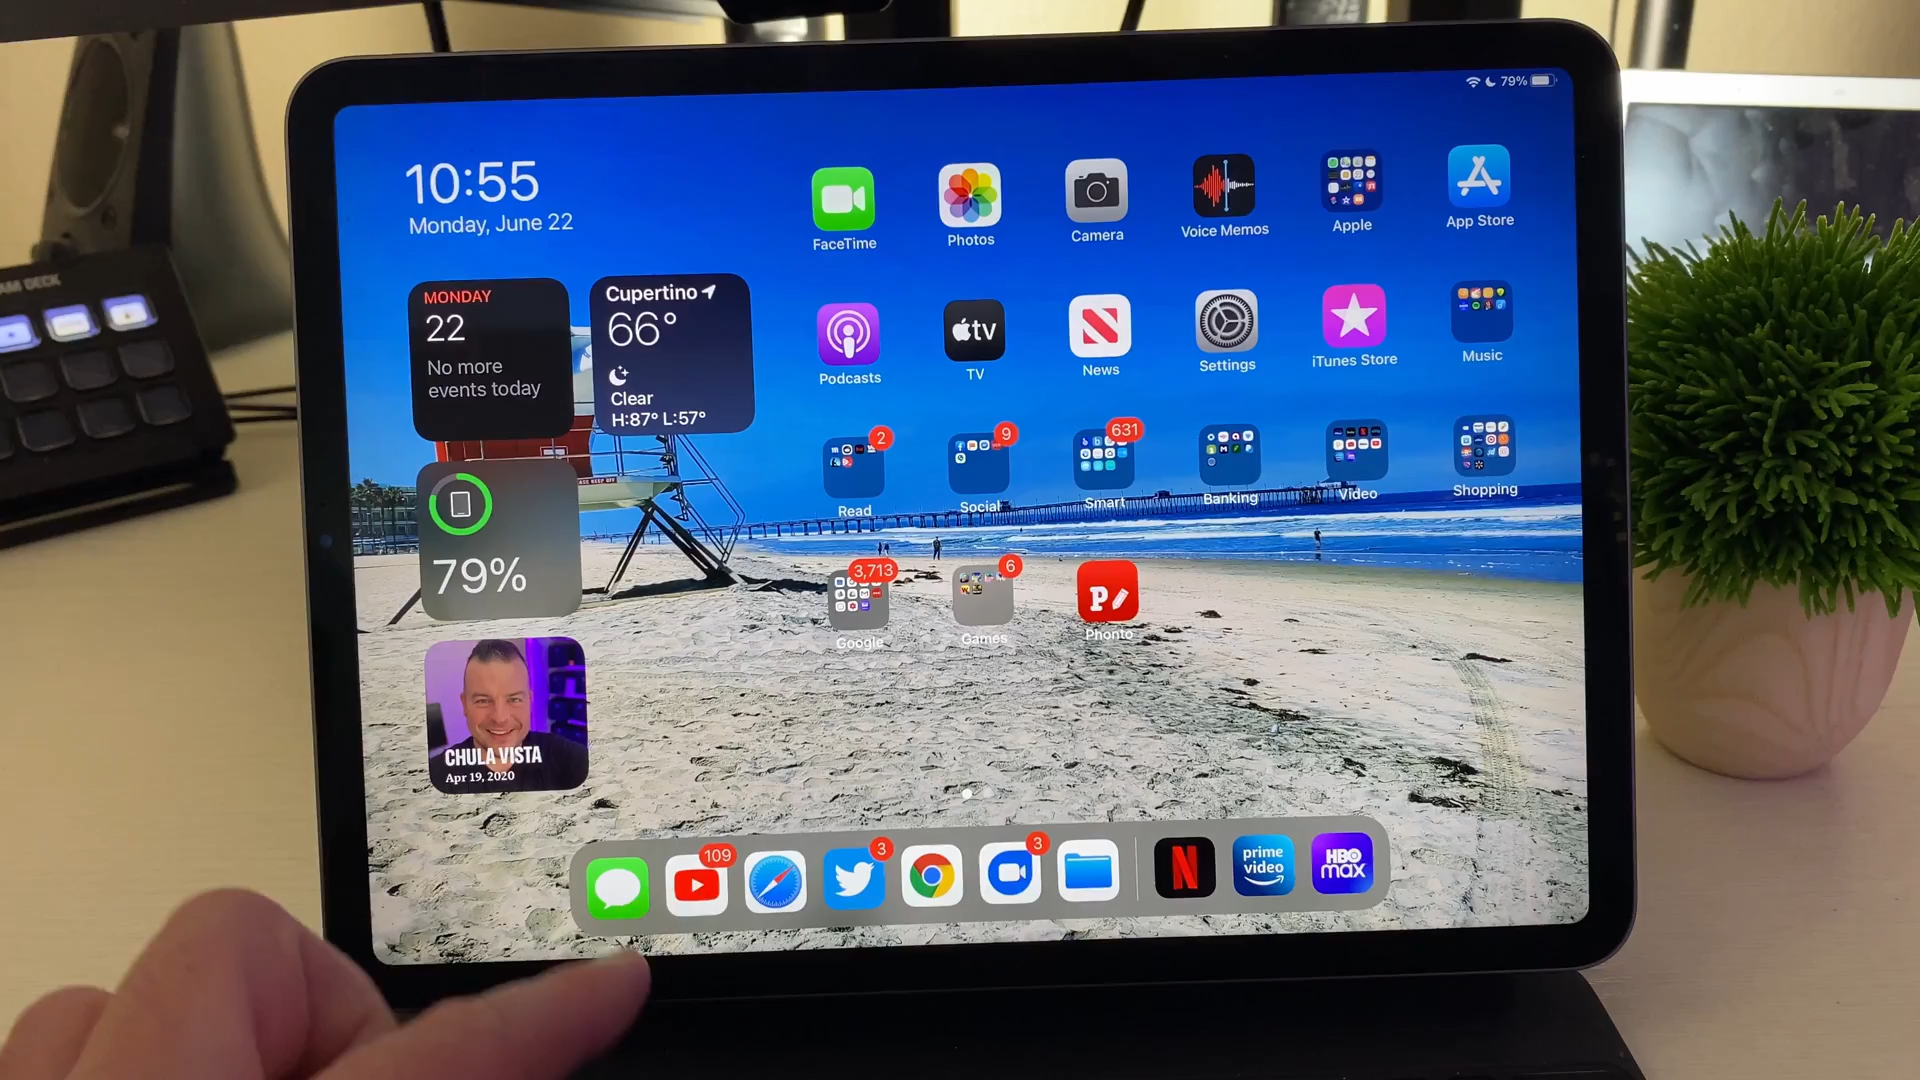 79%
10:55
Monday, June 22
FaceTime
Photos
Camera
Voice Memos
Apple
App Store
MONDAY
22
No more
events today
Cupertino
66°
Clear
H:87° L:57°
Podcasts
tv
TV
News
Settings
iTunes Store
Music
2
Read
9
Social
631
Smart
Banking
Video
Shopping
79%
3,713
Google
6
Games
P
Phonto
CHULA VISTA
Apr 19, 2020
109
3
3
N
prime
video
HBO
max
AM DECK